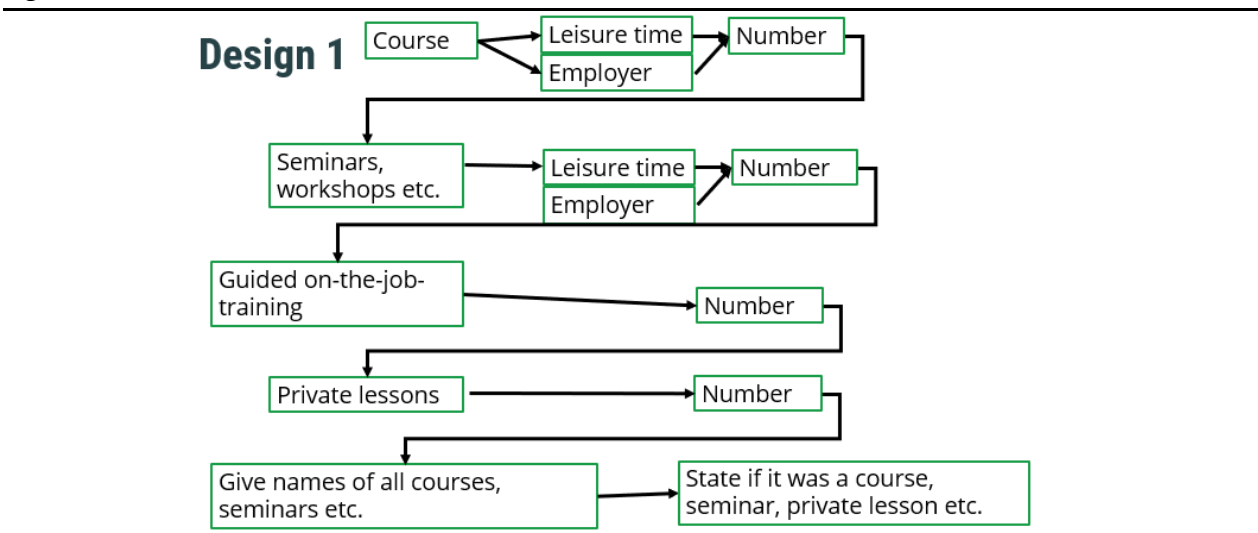 Design 1
Course
Leisure time
Number
Employer
Seminars,
workshops etc.
Leisure time
Number
Employer
Guided on-the-job-
training
Number
Private lessons
Number
Give names of all courses,
seminars etc.
State if it was a course,
seminar, private lesson etc.